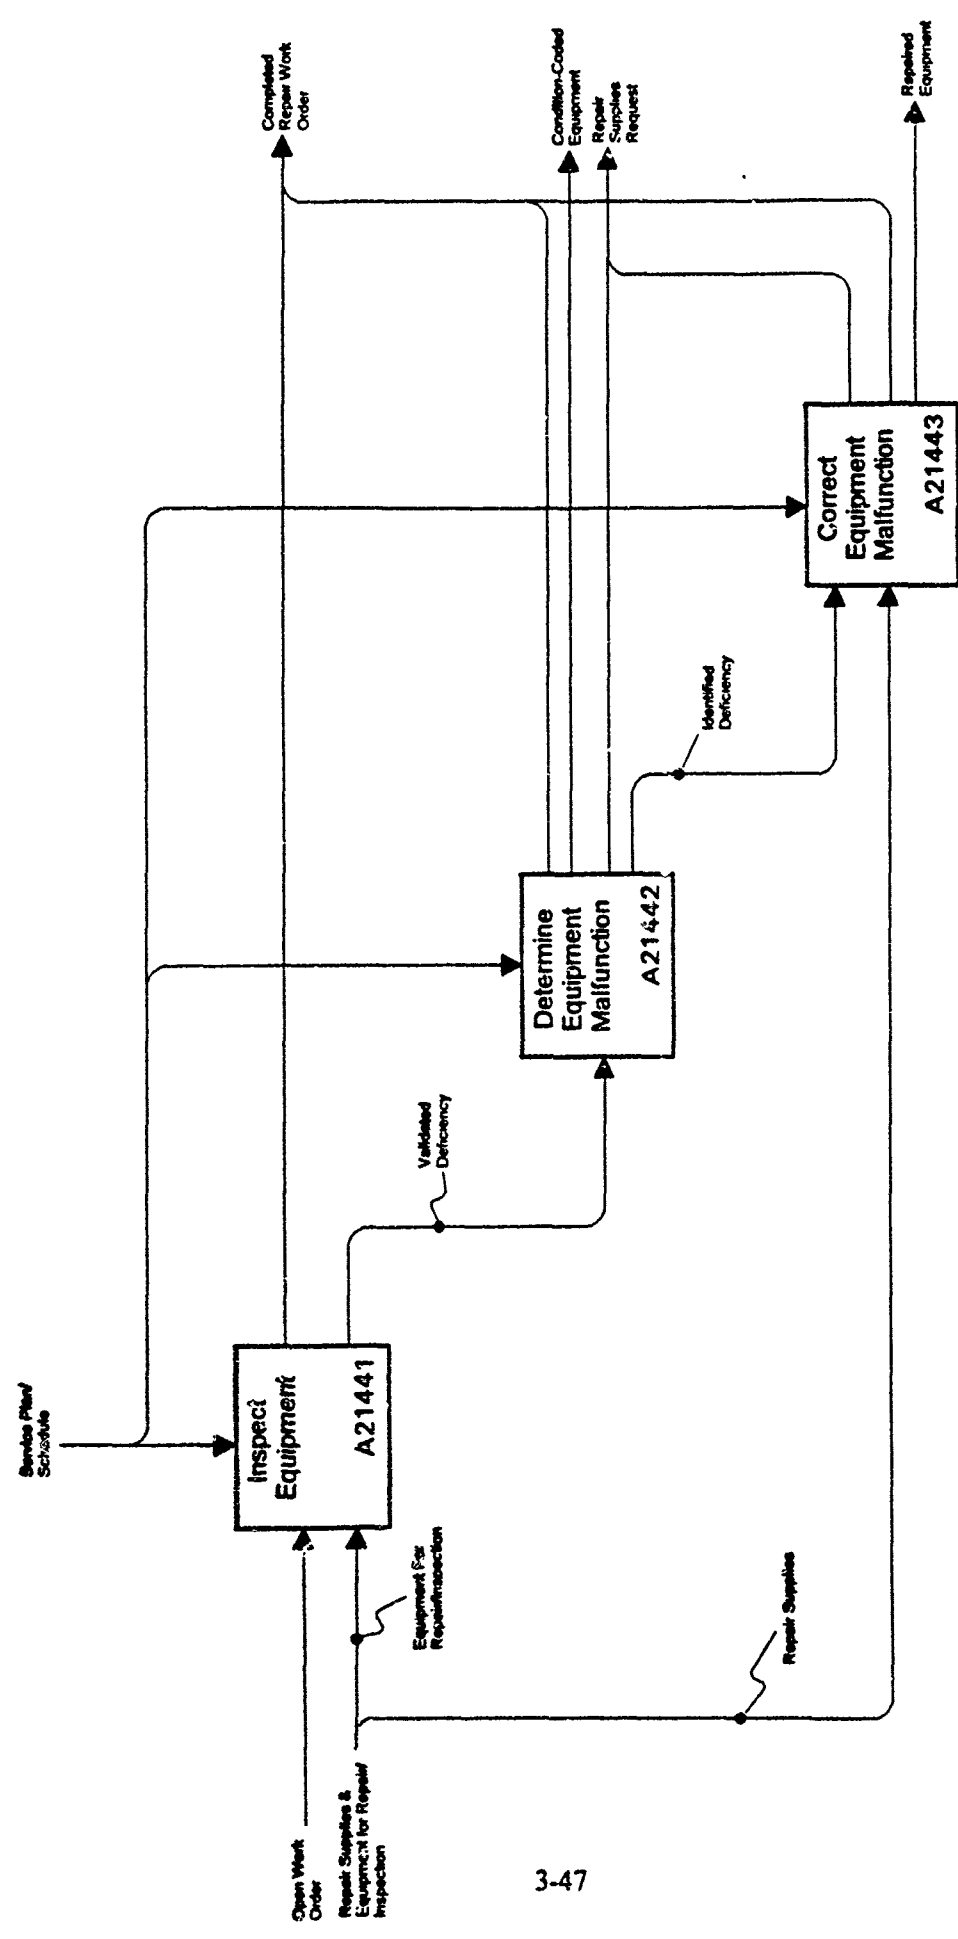 Service Plan/
Schedule
Open Work
Order
Repair Supplies &
Equipment for Repair/
Inspection
Equipment For
Repair/Inspection
Repair Supplies
Inspect
Equipment
A21441
Validated
Deficiency
Determine
Equipment
Malfunction
A21442
Identified
Deficiency
Correct
Equipment
Malfunction
A21443
Completed
Repair Work
Order
Condition-Coded
Equipment
Repair
Supplies
Request
Repaired
Equipment
3-47